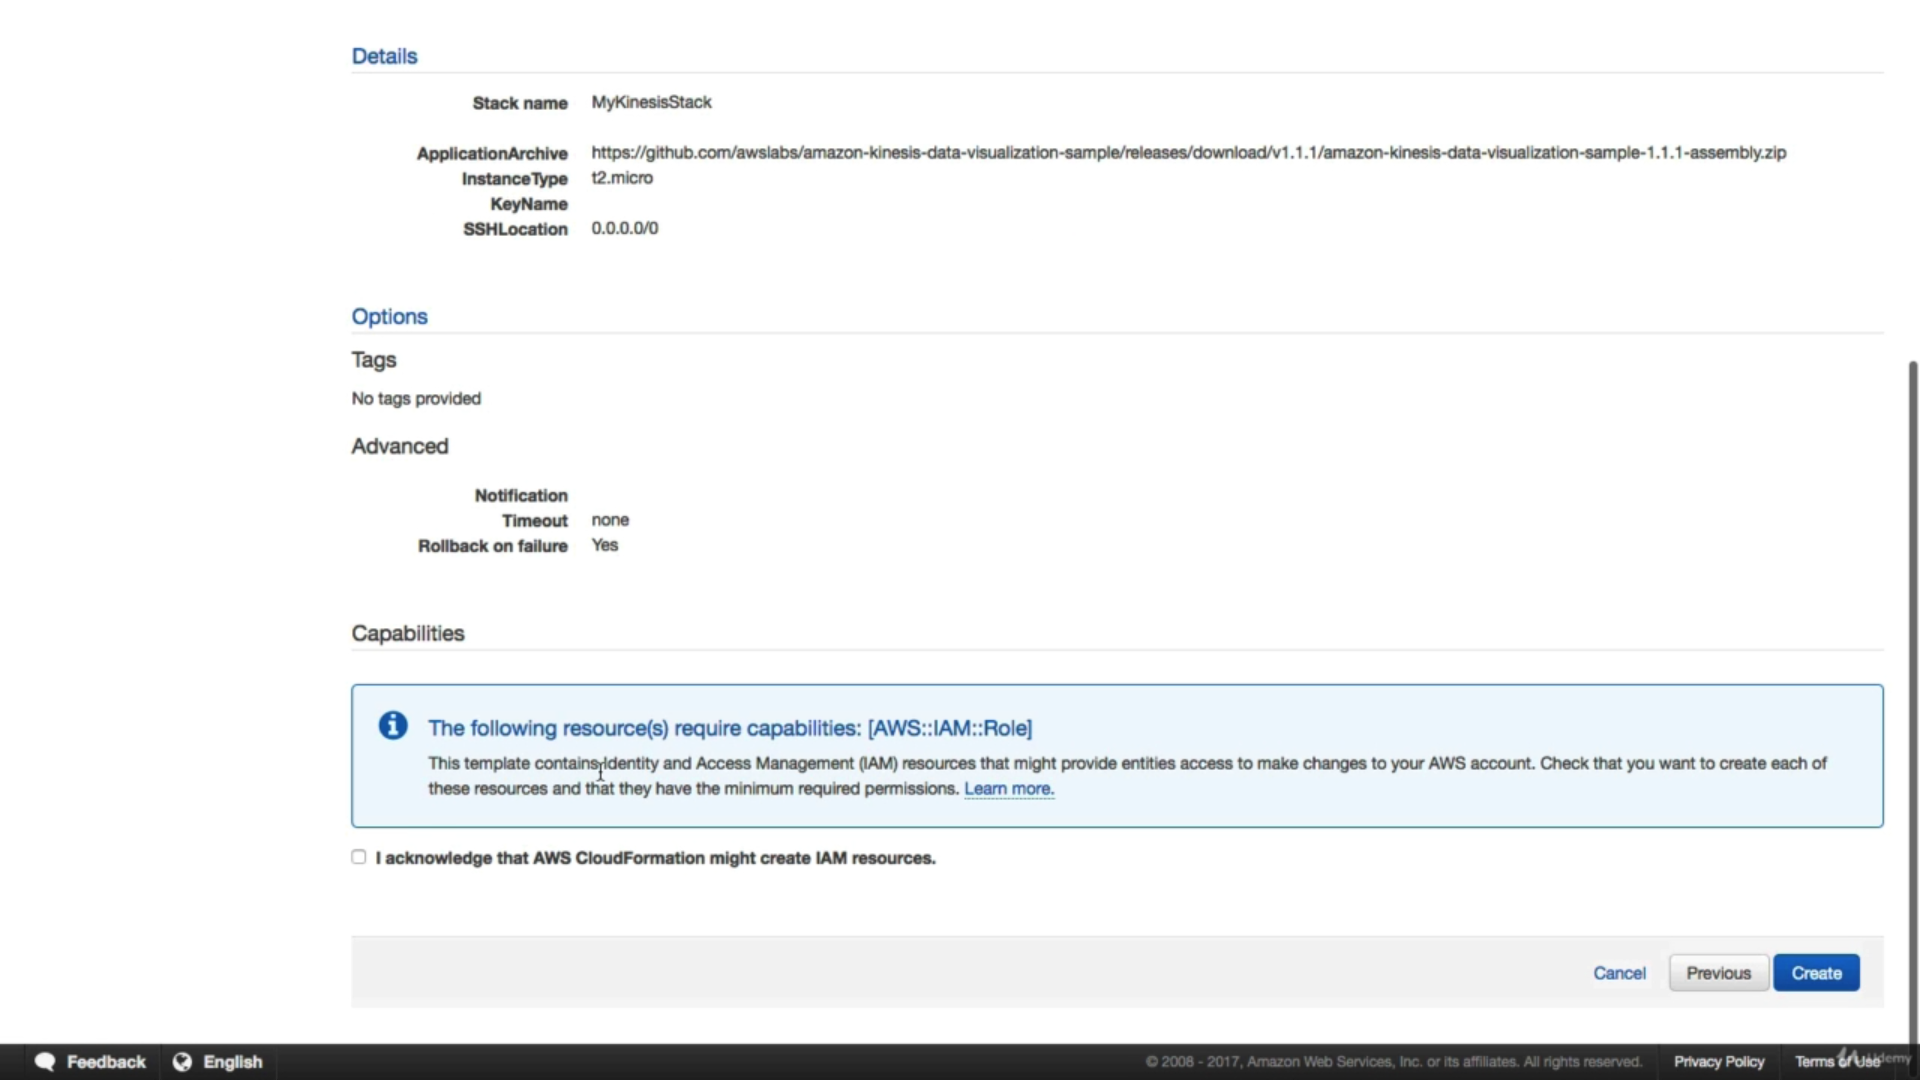 Details
Stack name MyKinesisStack
ApplicationArchive https://github.com/awslabs/amazon-kinesis-data-visualization-sample/releases/download/v1.1.1/amazon-kinesis-data-visualization-sample-1.1.1-assembly.zip
InstanceType t2.micro
KeyName
SSHLocation 0.0.0.0/0
Options
Tags
No tags provided
Advanced
Notification
Timeout none
Rollback on failure Yes
Capabilities
The following resource(s) require capabilities: [AWS::IAM::Role]
This template contains Identity and Access Management (IAM) resources that might provide entities access to make changes to your AWS account. Check that you want to create each of
these resources and that they have the minimum required permissions. Learn more.
I acknowledge that AWS CloudFormation might create IAM resources.
Cancel Previous Create
Feedback English © 2008 - 2017, Amazon Web Services, Inc. or its affiliates. All rights reserved. Privacy Policy Terms of Use Udemy